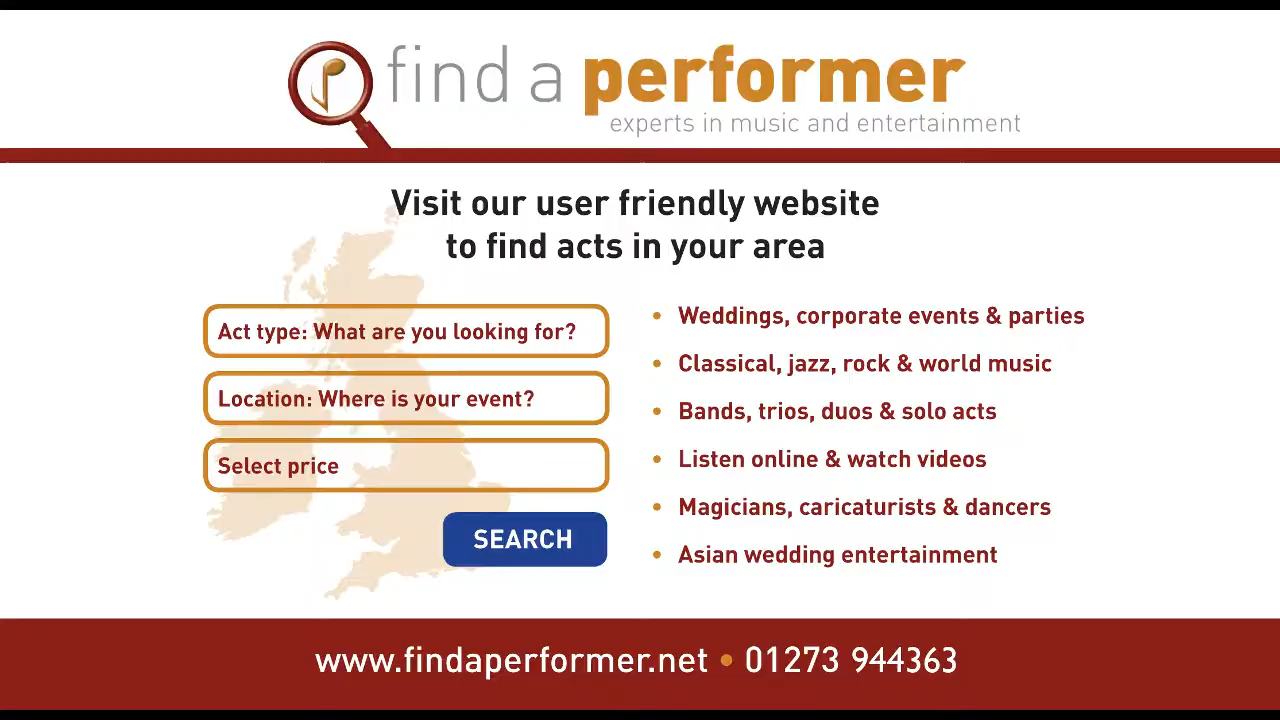 find a performer
experts in music and entertainment
Visit our user friendly website
to find acts in your area
Act type: What are you looking for?
Location: Where is your event?
Select price
SEARCH
• Weddings, corporate events & parties
• Classical, jazz, rock & world music
• Bands, trios, duos & solo acts
• Listen online & watch videos
• Magicians, caricaturists & dancers
• Asian wedding entertainment
www.findaperformer.net • 01273 944363